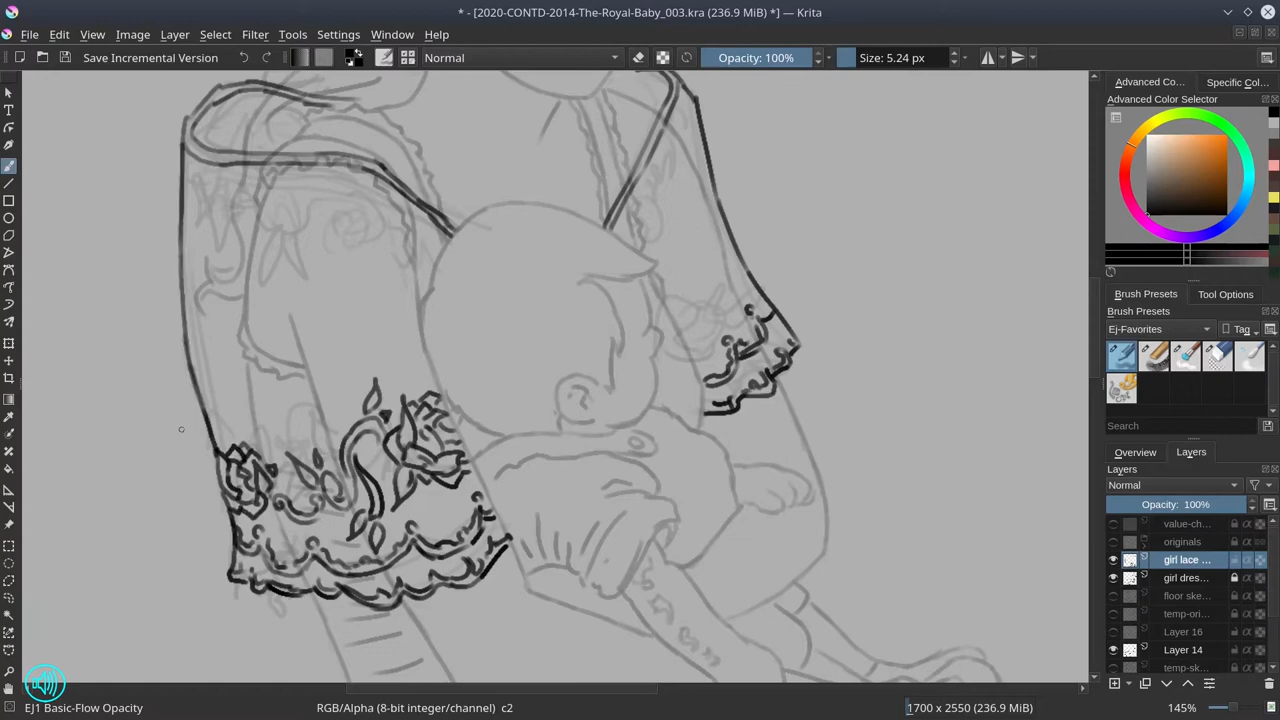 * - [2020-CONTD-2014-The-Royal-Baby_003.kra (236.9 MiB) *] — Krita
File Edit View Image Layer Select Filter Tools Settings Window Help
Save Incremental Version
Normal
Opacity: 100%
Size: 5.24 px
Advanced Co...
Specific Col...
Advanced Color Selector
Brush Presets
Tool Options
Brush Presets
Ej-Favorites
Tag
Search
Overview
Layers
Layers
Normal
Opacity: 100%
value-ch...
originals
girl lace ...
girl dres...
floor ske...
temp-ori...
Layer 16
Layer 14
temp-sk...
EJ1 Basic-Flow Opacity
RGB/Alpha (8-bit integer/channel) c2
1700 x 2550 (236.9 MiB)
145%